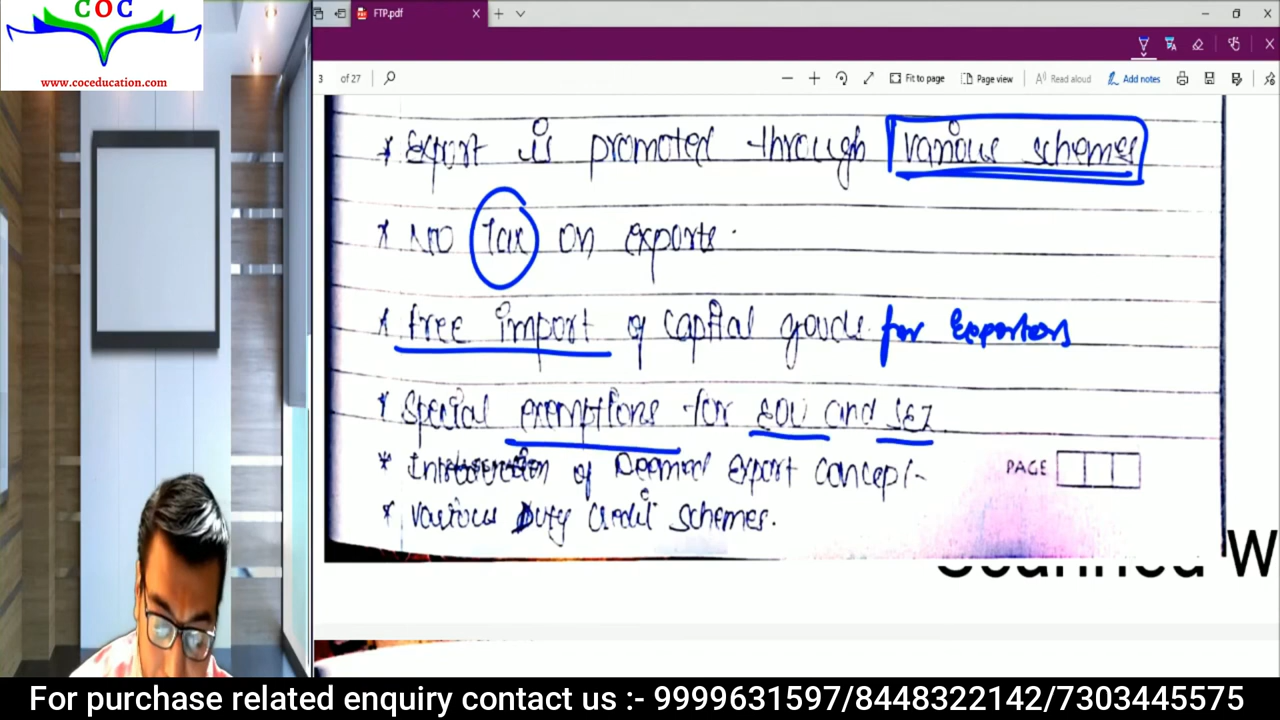 COC
www.coceducation.com
FTP.pdf
3 of 27
Fit to page
Page view
Read aloud
Add notes
* Export is promoted through various schemes
* No Tax on exports.
* free import of capital goods for Exporters
* Special exemptions for EOU and SEZ.
* Introduction of Deemed Export concept-
PAGE
* Various Duty credit schemes.
Scanned W
For purchase related enquiry contact us :- 9999631597/8448322142/7303445575